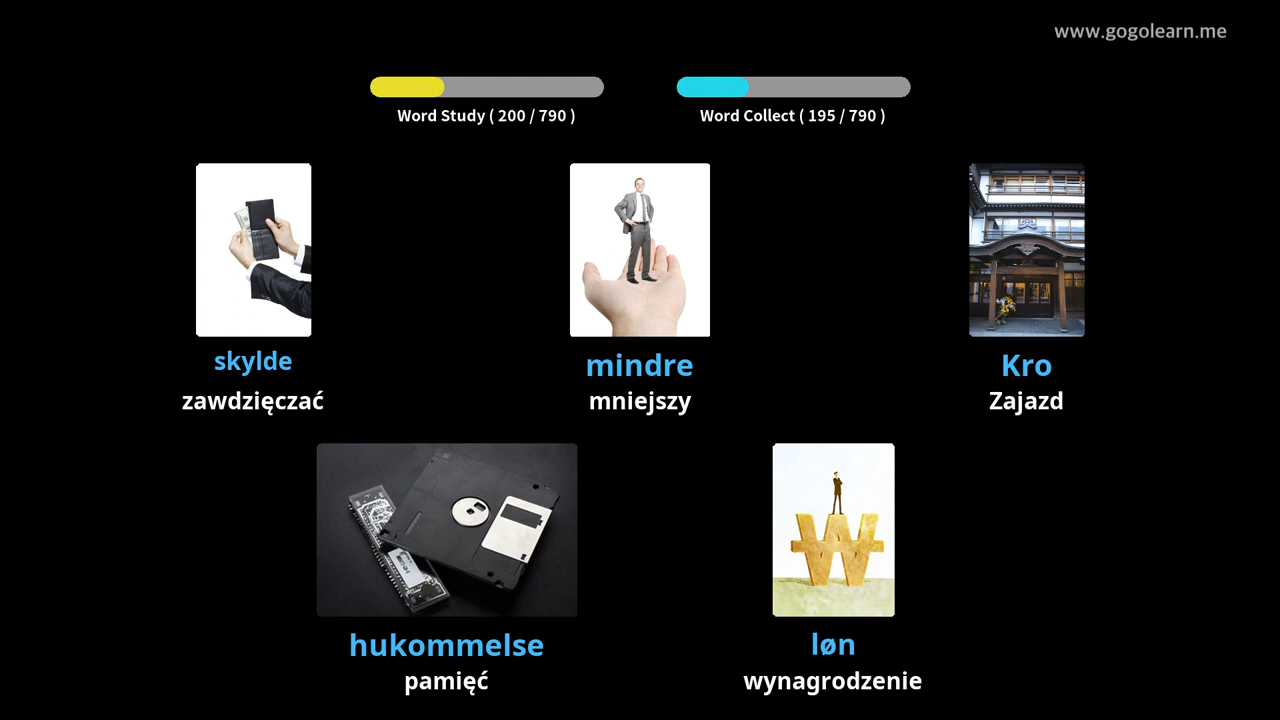 www.gogolearn.me
Word Study ( 200 / 790 )
Word Collect ( 195 / 790 )
skylde
zawdzięczać
mindre
mniejszy
Kro
Zajazd
hukommelse
pamięć
løn
wynagrodzenie